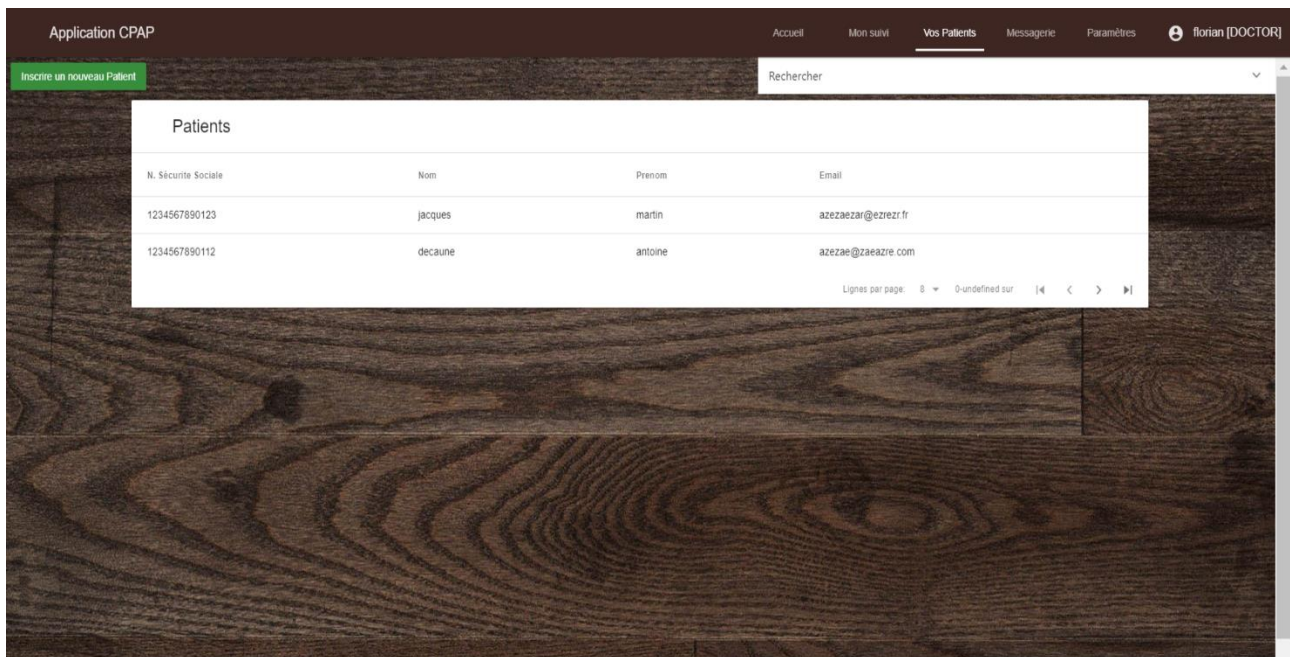 Application CPAP Accueil Mon suivi Vos Patients Messagerie Paramètres florian [DOCTOR]
Inscrire un nouveau Patient Rechercher
Patients
N. Sécurite Sociale Nom Prenom Email
1234567890123 jacques martin azezaezar@ezrezr.fr
1234567890112 decaune antoine azezae@zaeazre.com
Lignes par page: 8 0-undefined sur